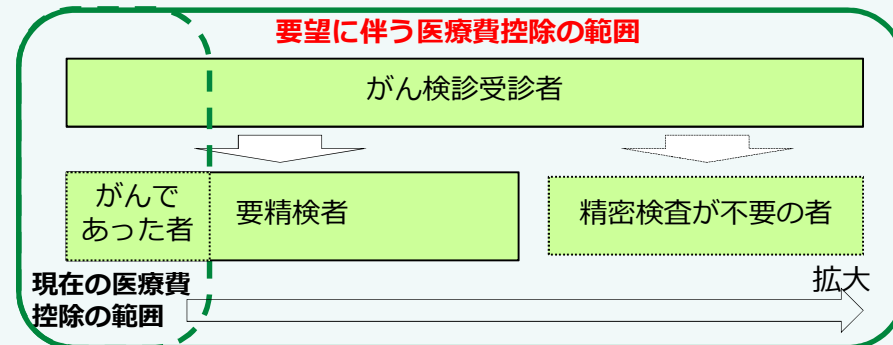 要望に伴う医療費控除の範囲
がん検診受診者
がんで
あった者
要精検者
精密検査が不要の者
現在の医療費
控除の範囲
拡大